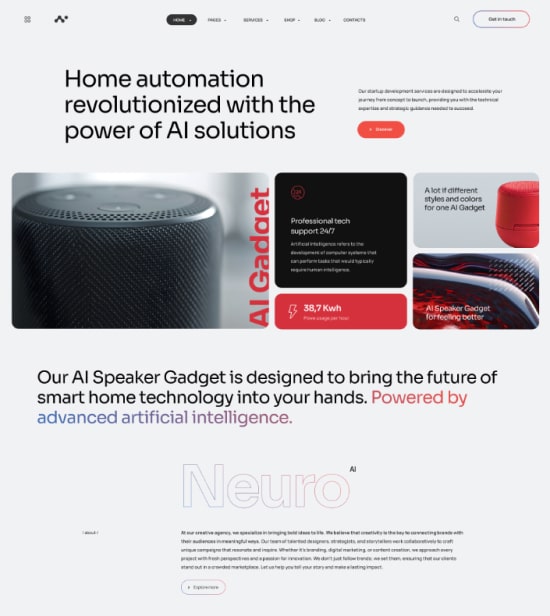 HOME
PAGES
SERVICES
SHOP
BLOG
CONTACTS
Get in touch
Home automation
revolutionized with the
power of AI solutions
Our startup development services are designed to accelerate your
journey from concept to launch, providing you with the technical
expertise and strategic guidance needed to succeed.
Discover
AI Gadget
Professional tech
support 24/7
Artificial intelligence refers to the
development of computer systems that
can perform tasks that would typically
require human intelligence.
38,7 Kwh
Powe usage per hour
A lot if different
styles and colors
for one AI Gadget
AI Speaker Gadget
for feeling better
Our AI Speaker Gadget is designed to bring the future of
smart home technology into your hands. Powered by
advanced artificial intelligence.
Neuro AI
/ about /
At our creative agency, we specialize in bringing bold ideas to life. We believe that creativity is the key to connecting brands with
their audiences in meaningful ways. Our team of talented designers, strategists, and storytellers work collaboratively to craft
unique campaigns that resonate and inspire. Whether it's branding, digital marketing, or content creation, we approach every
project with fresh perspectives and a passion for innovation. We don't just follow trends; we set them, ensuring that our clients
stand out in a crowded marketplace. Let us help you tell your story and make a lasting impact.
Explore more